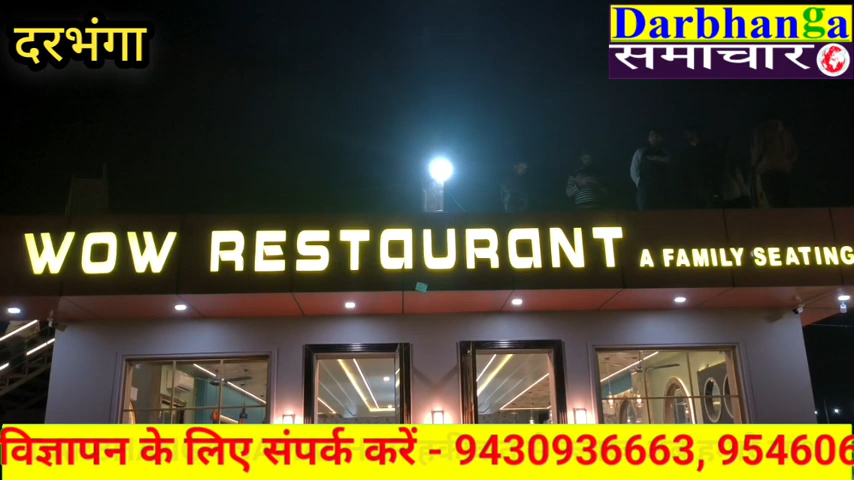 दरभंगा
Darbhanga
समाचार
WOW RESTAURANT A FAMILY SEATING
विज्ञापन के लिए संपर्क करें - 9430936663, 954606